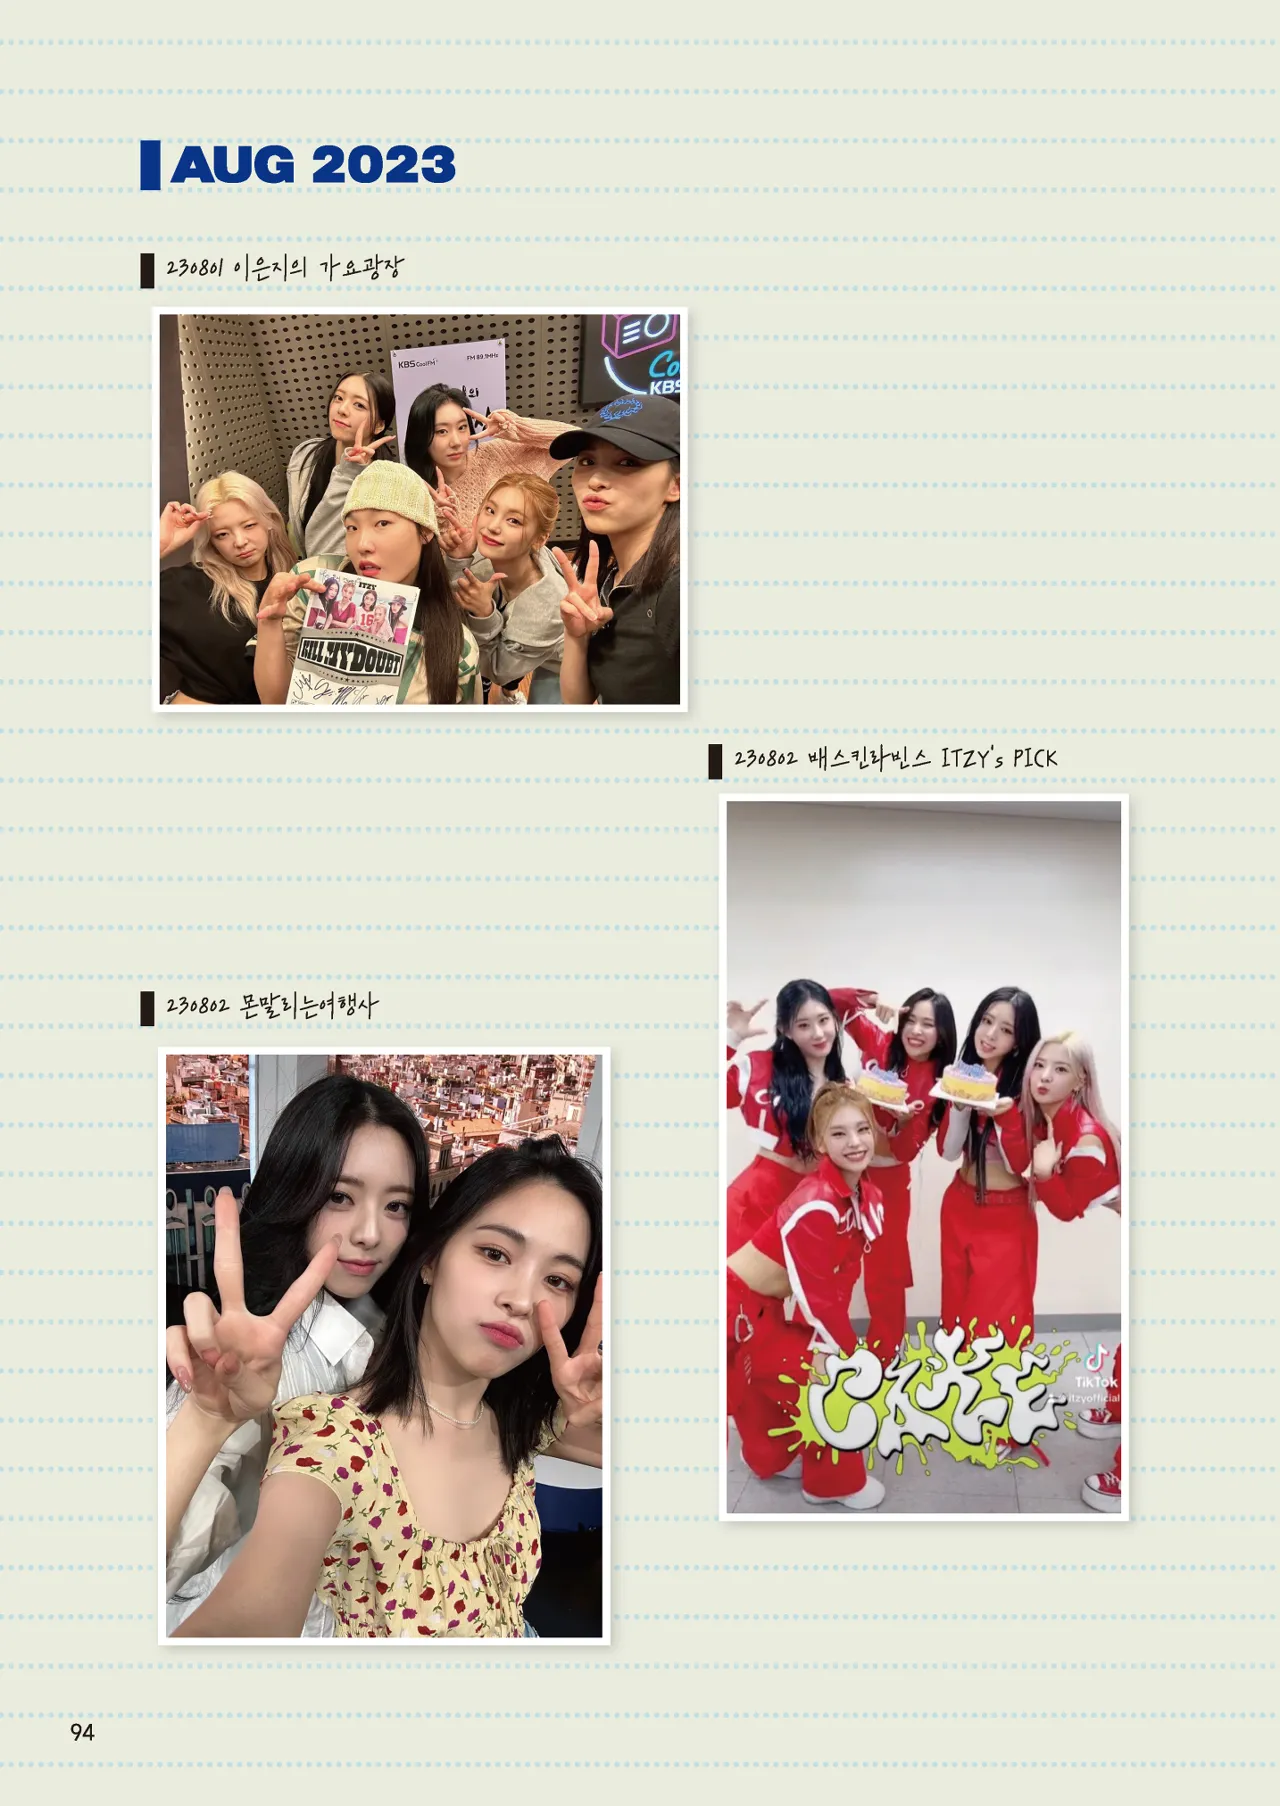 AUG 2023
230801 이은지의 가요광장
KBS CoolFM
FM 89.1MHz
Co
KBS
ITZY
16
KILL MY DOUBT
230802 배스킨라빈스 ITZY's PICK
230802 몬말리는여행사
CAKE
TikTok
itzyofficial
94